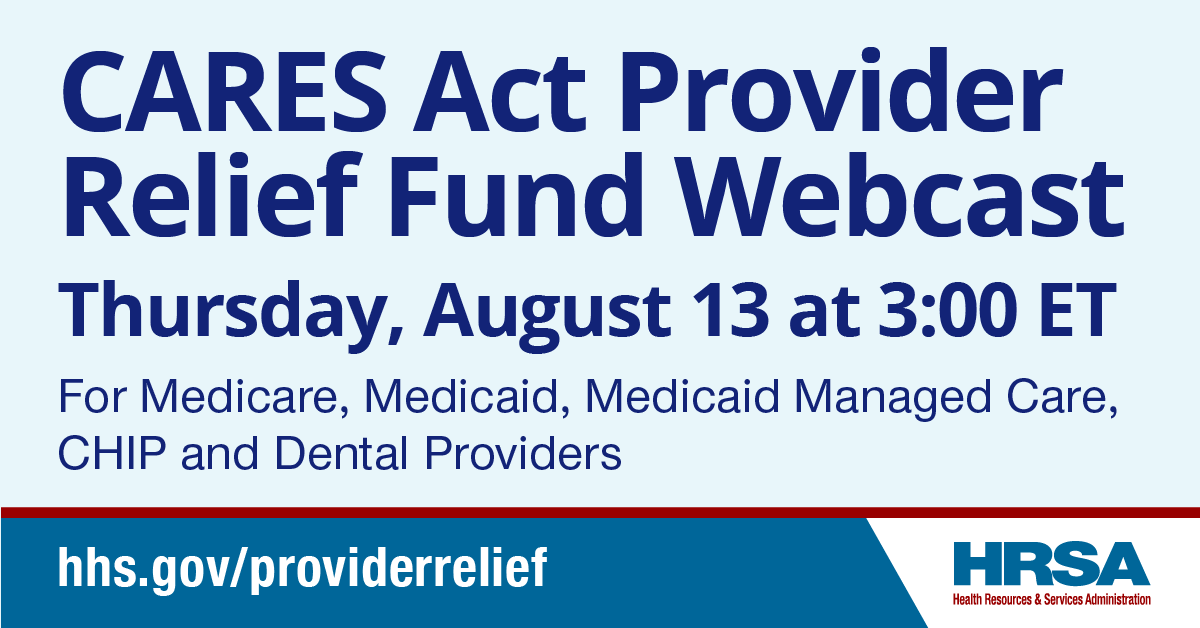 CARES Act Provider
Relief Fund Webcast
Thursday, August 13 at 3:00 ET
For Medicare, Medicaid, Medicaid Managed Care,
CHIP and Dental Providers
hhs.gov/providerrelief
HRSA
Health Resources & Services Administration